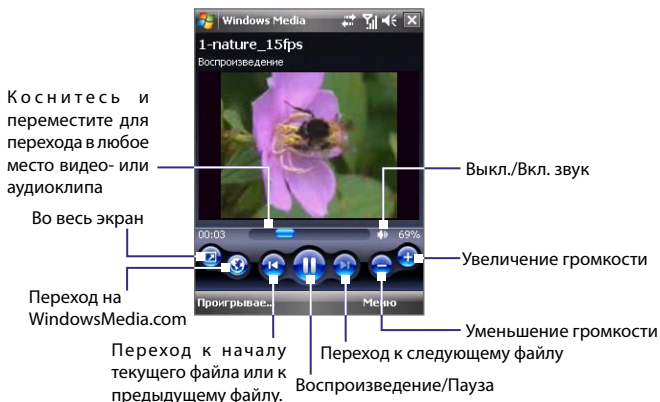 Windows Media
1-nature_15fps
Воспроизведение
Коснитесь и
переместите для
перехода в любое
место видео- или
аудиоклипа
Выкл./Вкл. звук
Во весь экран
00:03
69%
Увеличение громкости
Переход на
WindowsMedia.com
Проигрывае...
Меню
Уменьшение громкости
Переход к началу
текущего файла или к
предыдущему файлу.
Переход к следующему файлу
Воспроизведение/Пауза